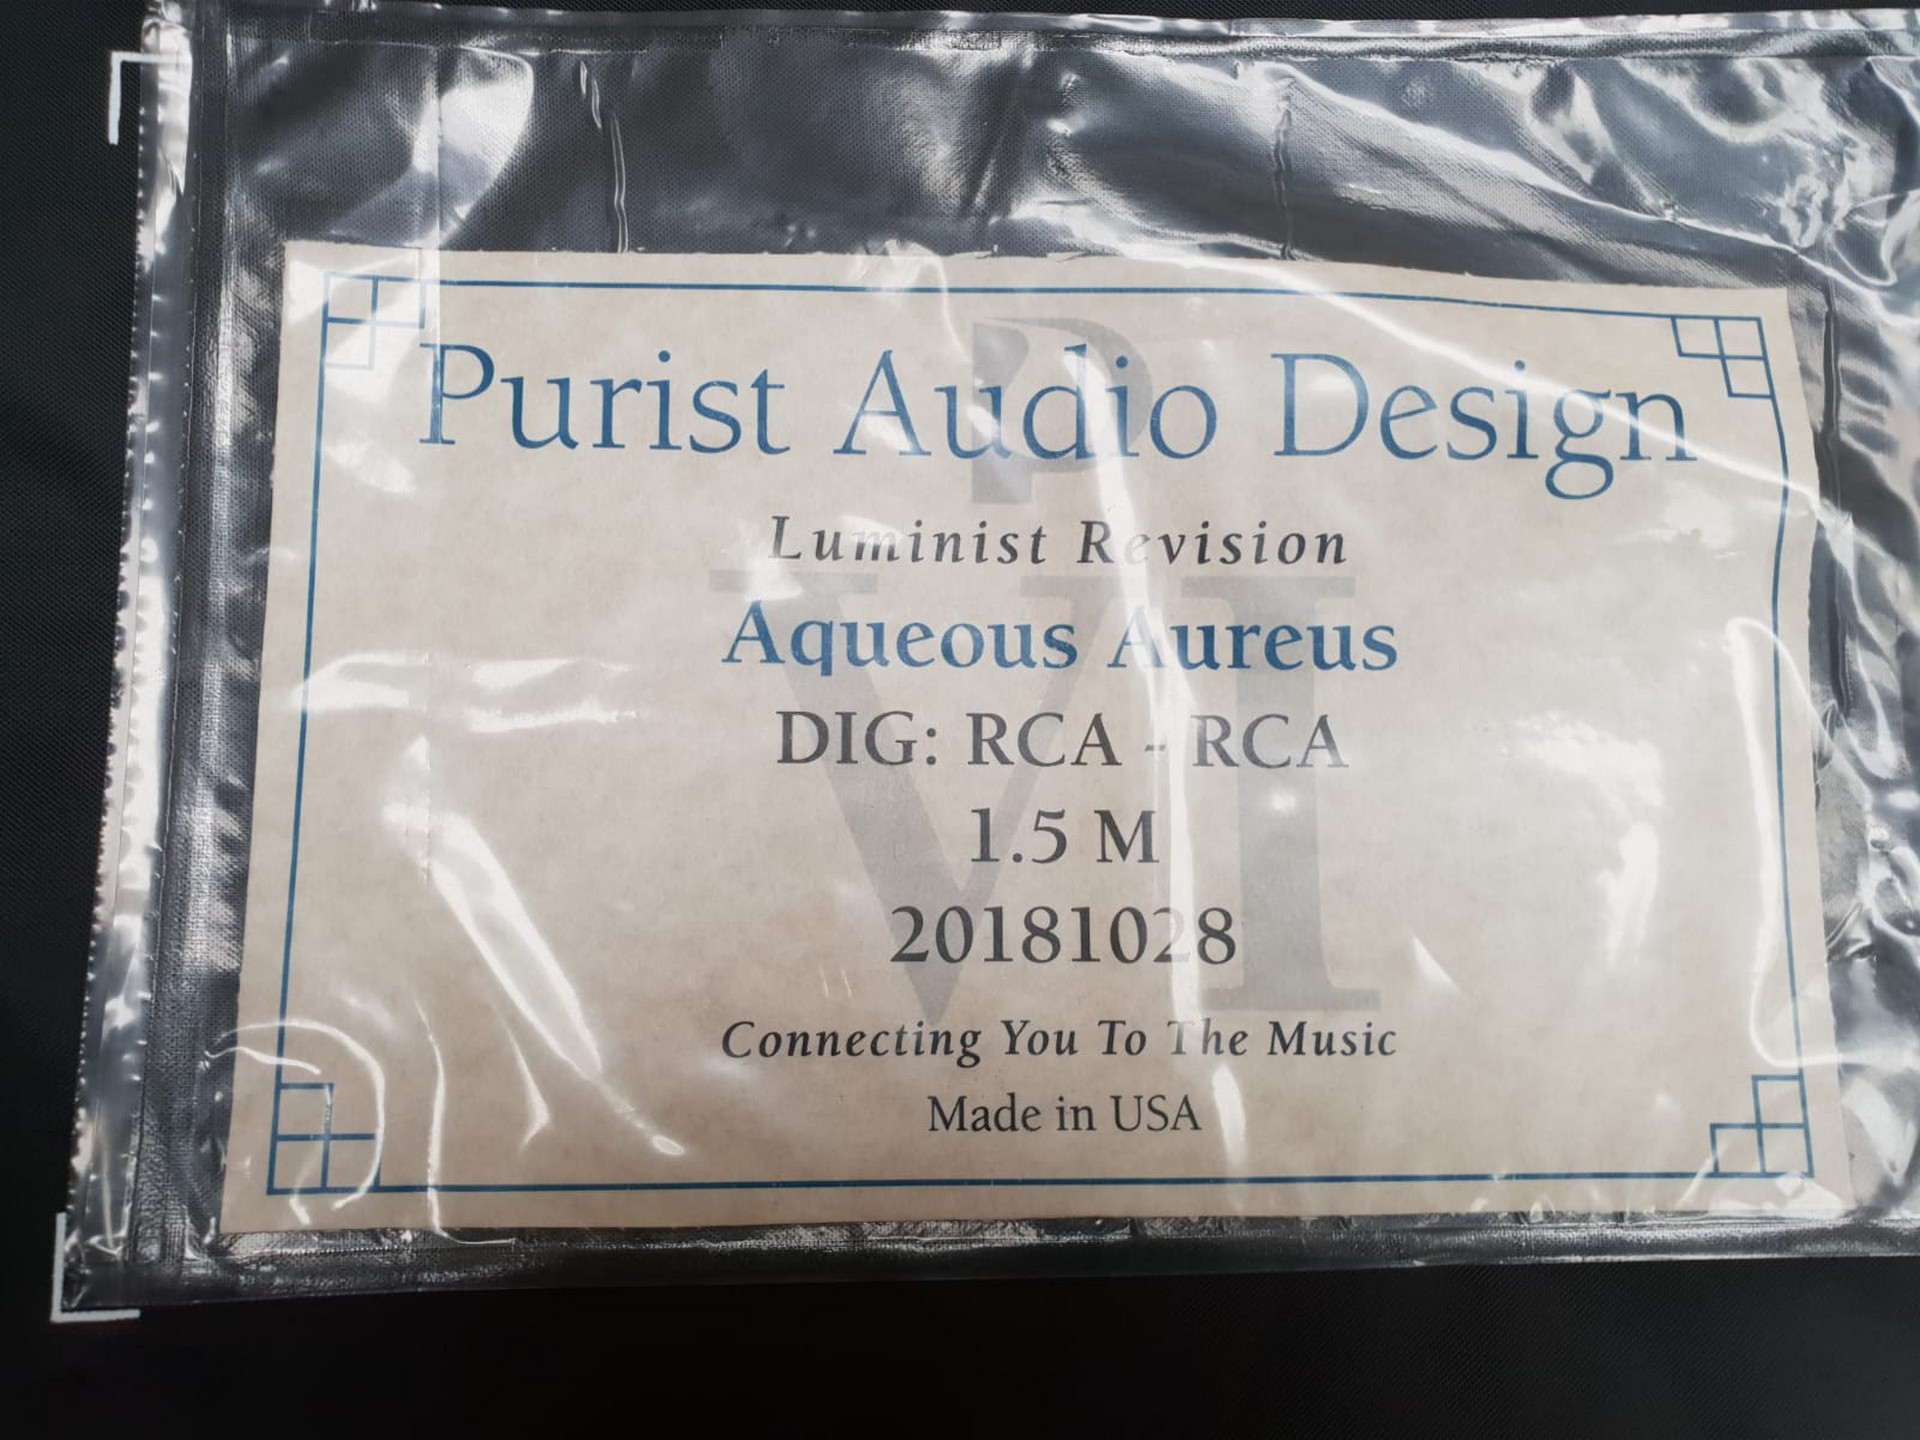 Purist Audio Design
Luminist Revision
Aqueous Aureus
DIG: RCA - RCA
1.5 M
20181028
Connecting You To The Music
Made in USA
P
VI